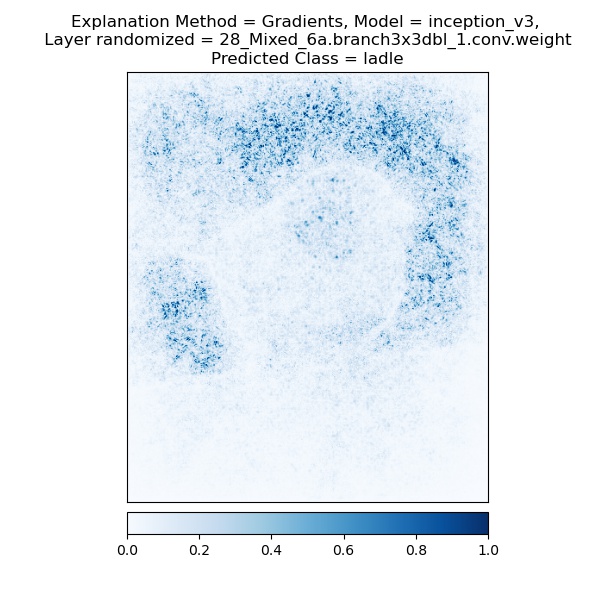 Explanation Method = Gradients, Model = inception_v3,
Layer randomized = 28_Mixed_6a.branch3x3dbl_1.conv.weight
Predicted Class = ladle
0.0 0.2 0.4 0.6 0.8 1.0